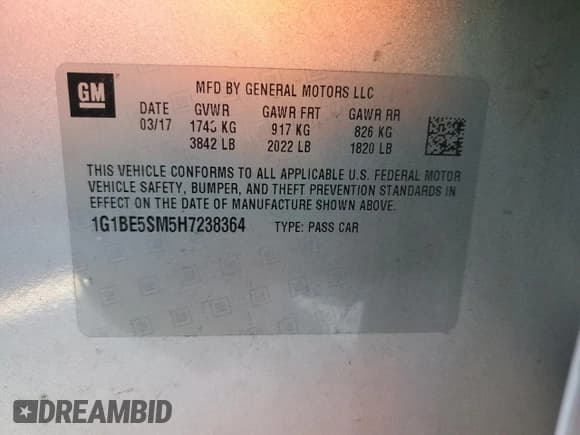 GM
MFD BY GENERAL MOTORS LLC
DATE GVWR GAWR FRT GAWR RR
03/17 1743 KG 917 KG 826 KG
3842 LB 2022 LB 1820 LB
THIS VEHICLE CONFORMS TO ALL APPLICABLE U.S. FEDERAL MOTOR
VEHICLE SAFETY, BUMPER, AND THEFT PREVENTION STANDARDS IN
EFFECT ON THE DATE OF MANUFACTURE SHOWN ABOVE.
1G1BE5SM5H7238364 TYPE: PASS CAR
DREAMBID